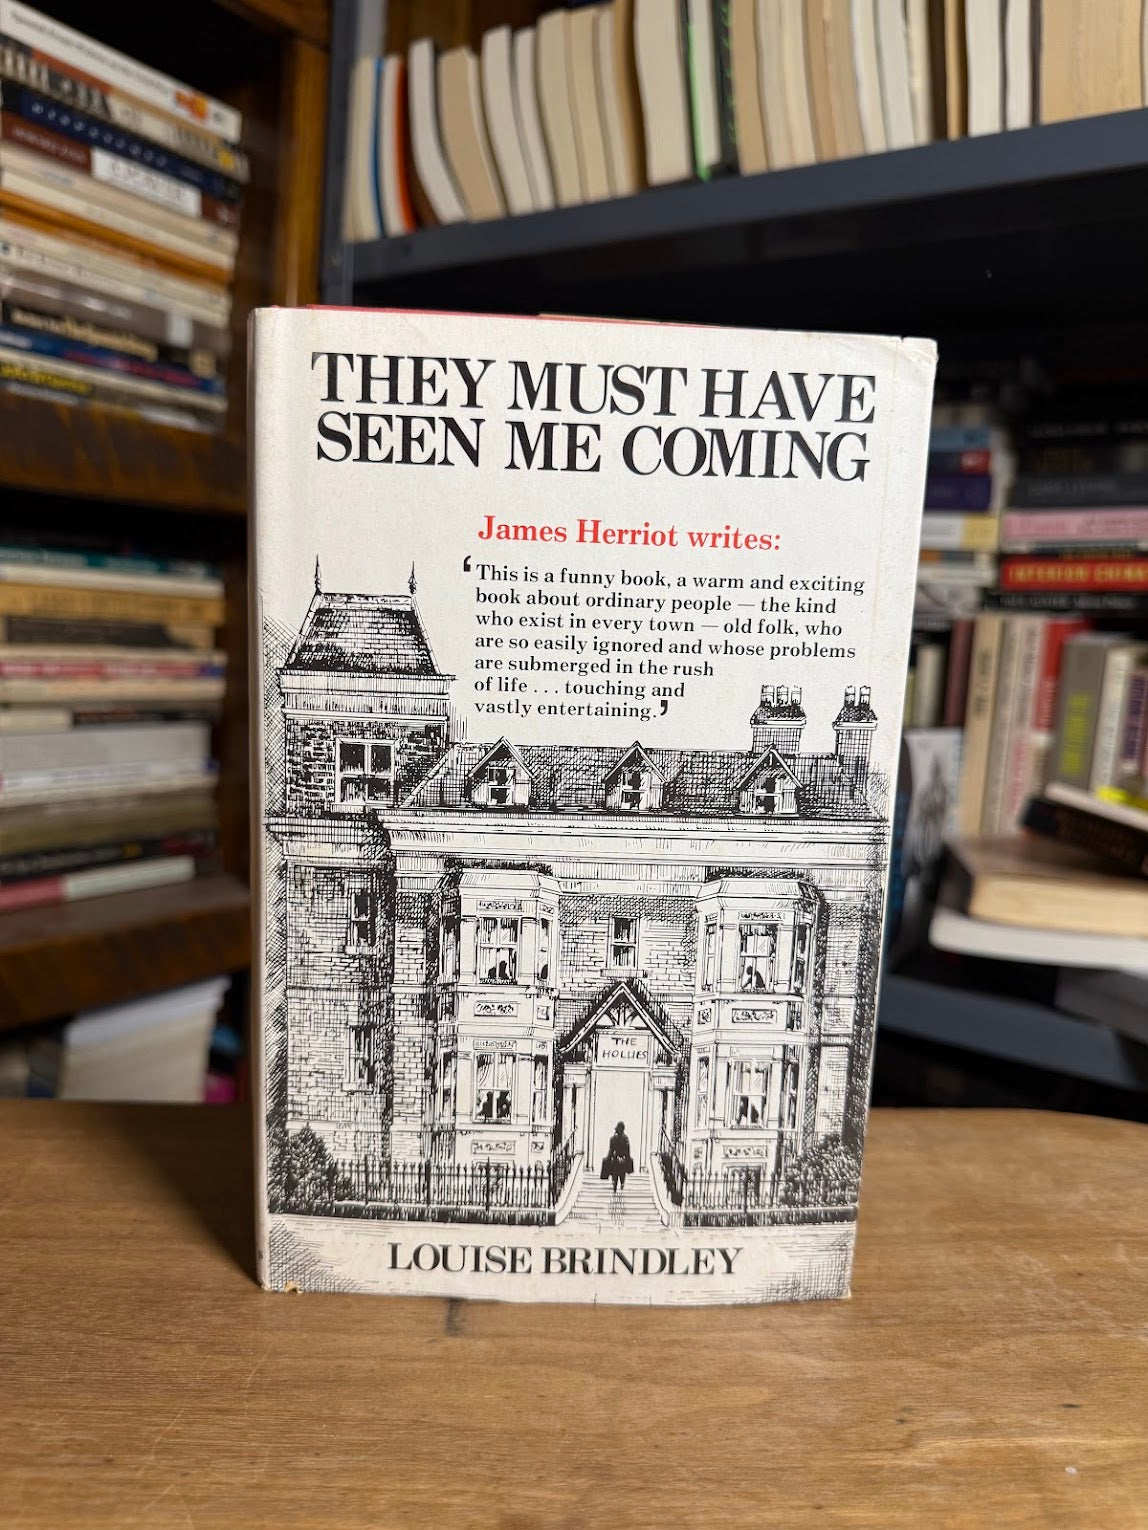 THEY MUST HAVE
SEEN ME COMING
James Herriot writes:
‘This is a funny book, a warm and exciting
book about ordinary people — the kind
who exist in every town — old folk, who
are so easily ignored and whose problems
are submerged in the rush
of life . . . touching and
vastly entertaining.’
THE
HOLLIES
LOUISE BRINDLEY